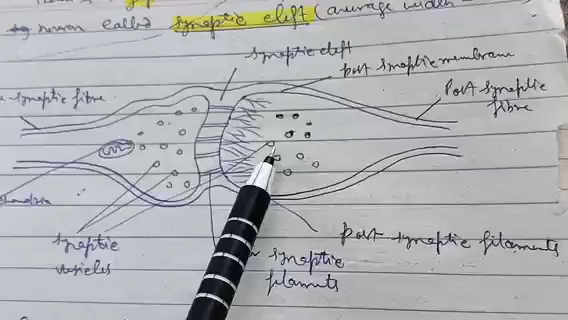 neuron called synaptic cleft (average width -
synaptic cleft
post synaptic membrane
synaptic fibre
Post synaptic
fibre
synaptic
vesicles
post synaptic filaments
synaptic
filaments